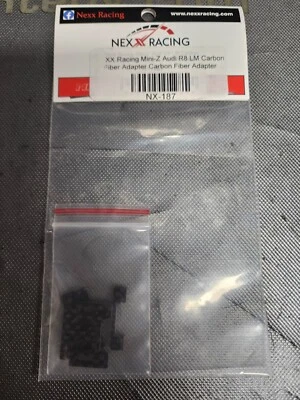 Nexx Racing www.nexxracing.com
NEXX RACING
XX Racing Mini-Z Audi R8 LM Carbon
iber Adapter Carbon Fiber Adapter
NX-187